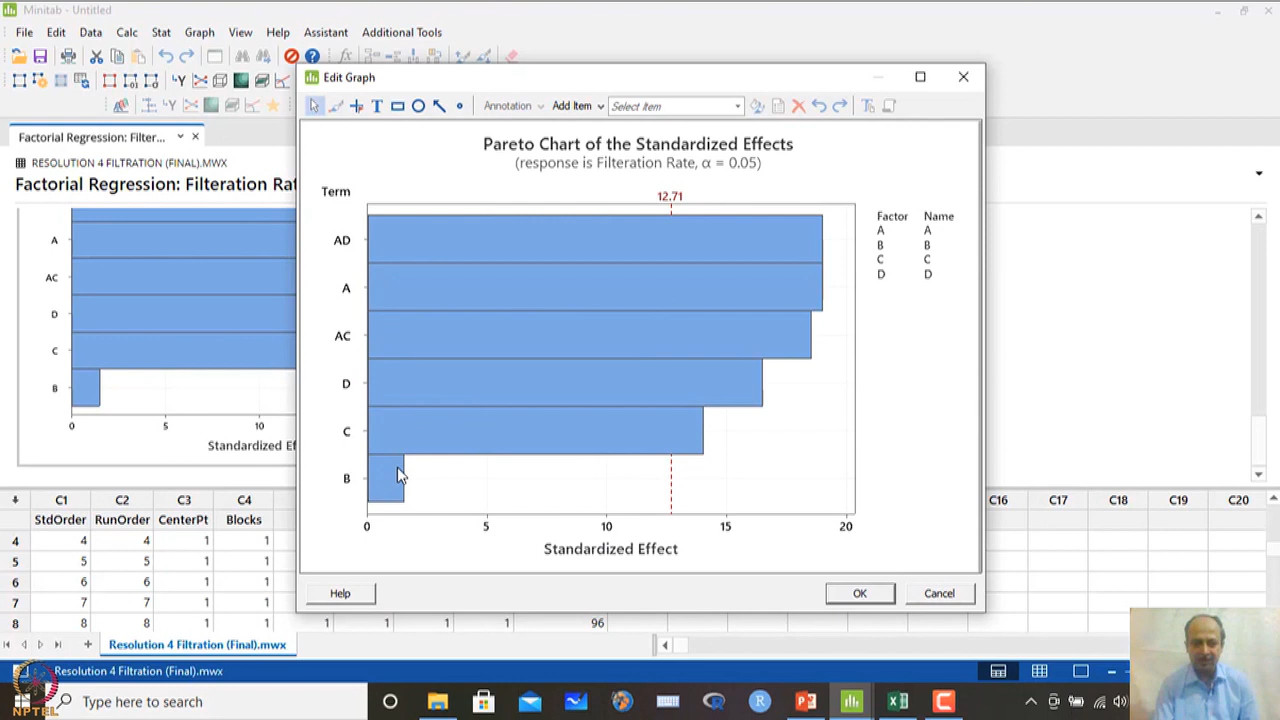 Minitab - Untitled
File Edit Data Calc Stat Graph View Help Assistant Additional Tools
Edit Graph
Annotation Add Item Select Item
Factorial Regression: Filter...
RESOLUTION 4 FILTRATION (FINAL).MWX
Factorial Regression: Filteration Ra
Pareto Chart of the Standardized Effects
(response is Filteration Rate, α = 0.05)
Term
12.71
Factor Name
A A
B B
C C
D D
AD
A
AC
D
C
B
0 5 10 15 20
Standardized Effect
A
AC
D
C
B
0 5 10
Standardized Ef
Help OK Cancel
C1 C2 C3 C4 C16 C17 C18 C19 C20
StdOrder RunOrder CenterPt Blocks
4 4 4 1 1
5 5 5 1 1
6 6 6 1 1
7 7 7 1 1
8 8 8 1 1 1 1 1 1 96
Resolution 4 Filtration (Final).mwx
Resolution 4 Filtration (Final).mwx
Type here to search
NPTEL